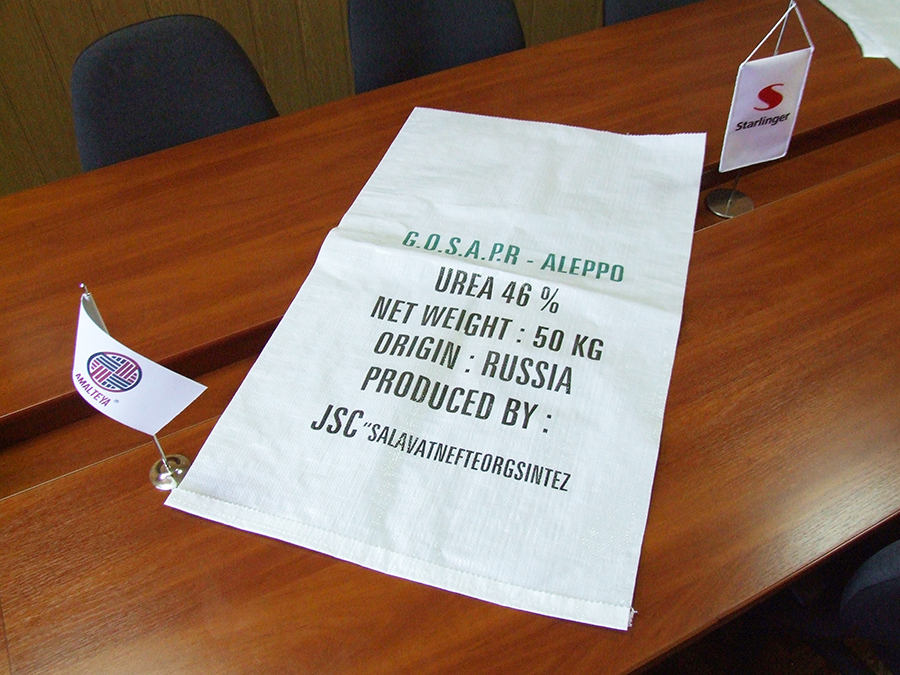 G.O.S.A.P.R - ALEPPO
UREA 46 %
NET WEIGHT : 50 KG
ORIGIN : RUSSIA
PRODUCED BY :
JSC "SALAVATNEFTEORGSINTEZ
Starlinger
AMALTEYA ®